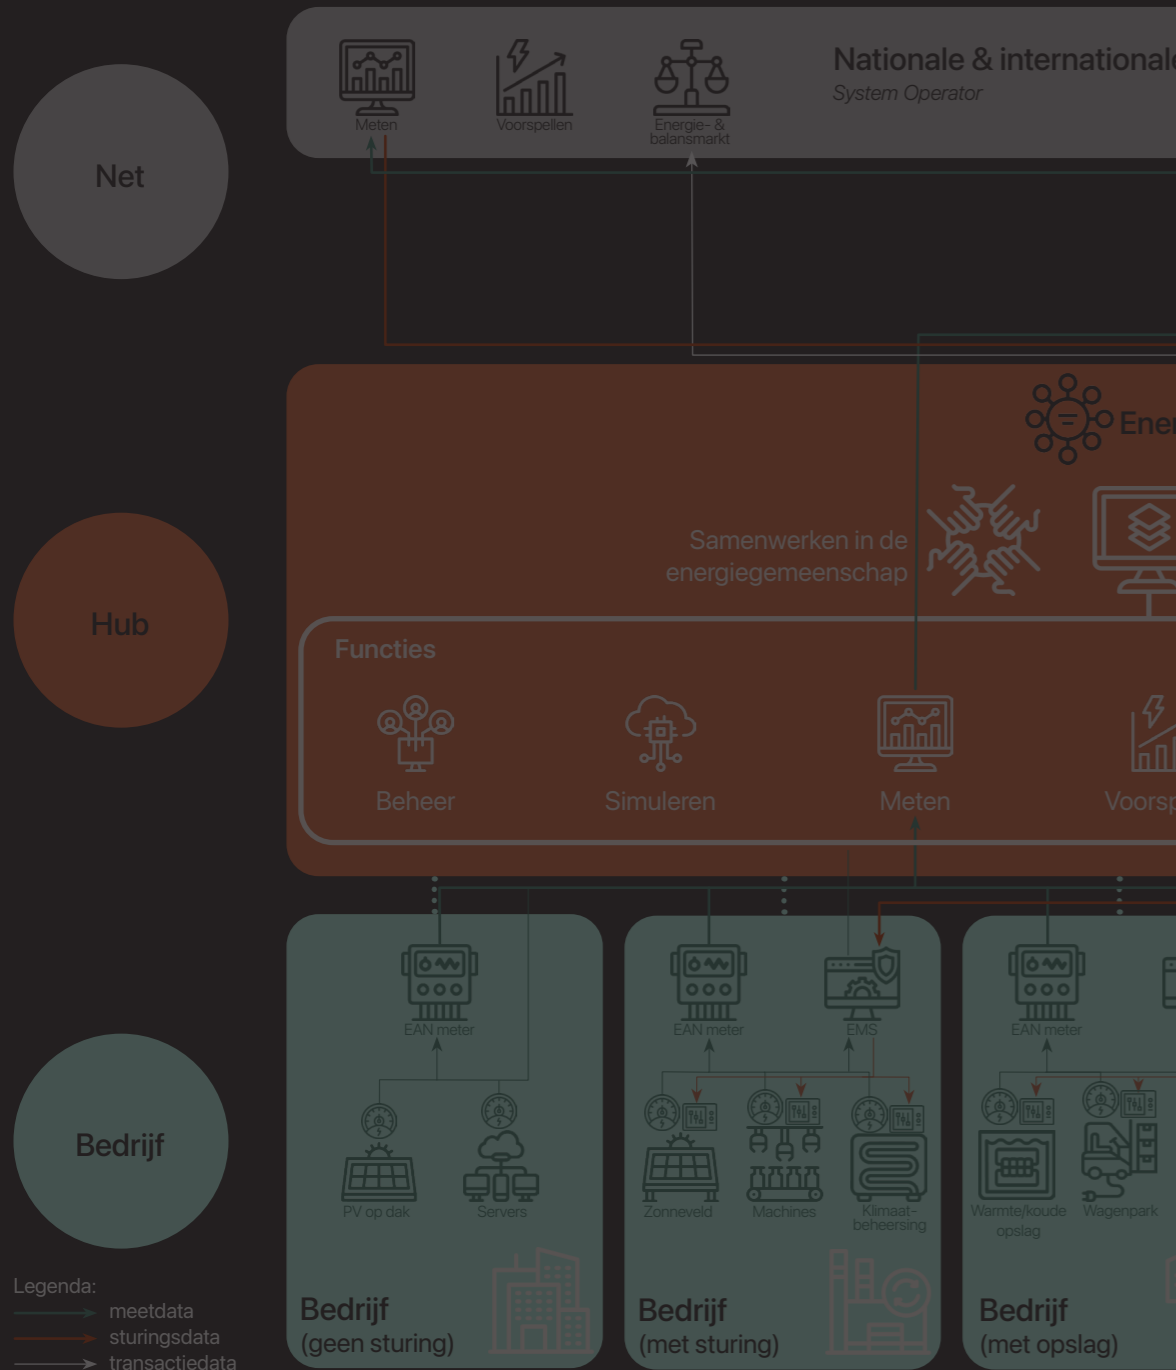 Nationale & internationale
System Operator
Meten
Voorspellen
Energie- &
balansmarkt
Net
Ener
Samenwerken in de
energiegemeenschap
Hub
Functies
Beheer
Simuleren
Meten
Voorsp
EAN meter
EAN meter
EMS
EAN meter
Bedrijf
PV op dak
Servers
Zonneveld
Machines
Klimaat-
beheersing
Warmte/koude
opslag
Wagenpark
Legenda:
meetdata
sturingsdata
transactiedata
Bedrijf
(geen sturing)
Bedrijf
(met sturing)
Bedrijf
(met opslag)